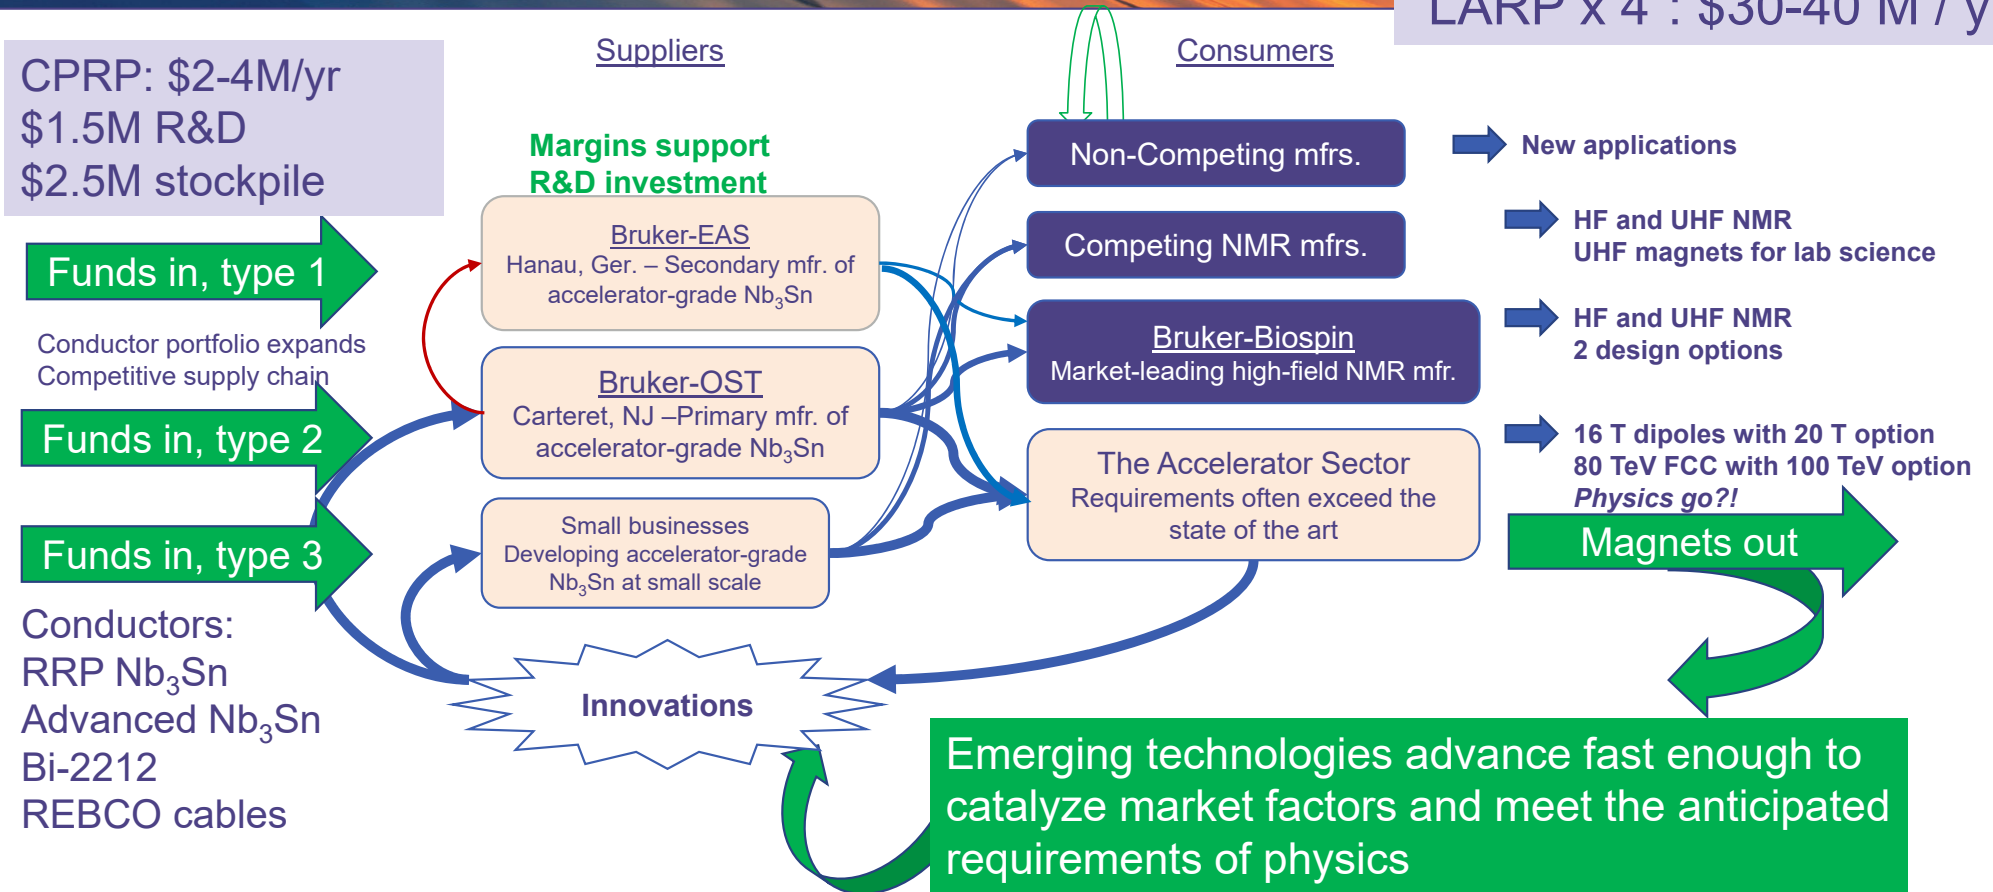 LARP x 4 : $30-40 M / y
Suppliers
Consumers
CPRP: $2-4M/yr
$1.5M R&D
$2.5M stockpile
Margins support
R&D investment
Non-Competing mfrs.
New applications
Funds in, type 1
Bruker-EAS
Hanau, Ger. – Secondary mfr. of
accelerator-grade Nb₃Sn
Competing NMR mfrs.
HF and UHF NMR
UHF magnets for lab science
Conductor portfolio expands
Competitive supply chain
Bruker-Biospin
Market-leading high-field NMR mfr.
HF and UHF NMR
2 design options
Funds in, type 2
Bruker-OST
Carteret, NJ –Primary mfr. of
accelerator-grade Nb₃Sn
The Accelerator Sector
Requirements often exceed the
state of the art
16 T dipoles with 20 T option
80 TeV FCC with 100 TeV option
Physics go?!
Funds in, type 3
Small businesses
Developing accelerator-grade
Nb₃Sn at small scale
Magnets out
Conductors:
RRP Nb₃Sn
Advanced Nb₃Sn
Bi-2212
REBCO cables
Innovations
Emerging technologies advance fast enough to
catalyze market factors and meet the anticipated
requirements of physics